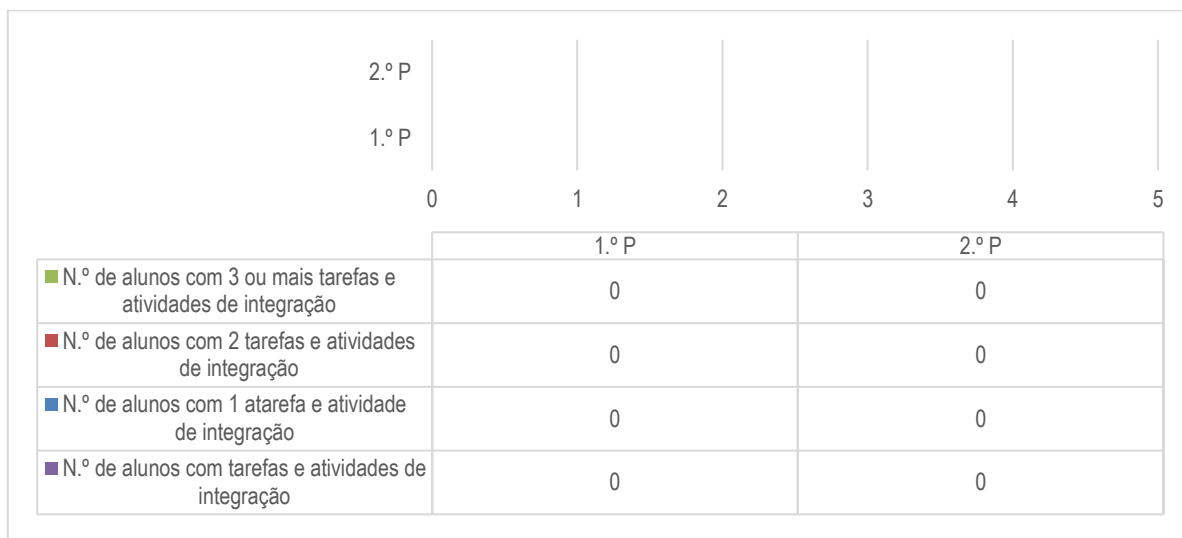 2.º P
1.º P
0 1 2 3 4 5
1.º P 2.º P
N.º de alunos com 3 ou mais tarefas e
atividades de integração 0 0
N.º de alunos com 2 tarefas e atividades
de integração 0 0
N.º de alunos com 1 atarefa e atividade
de integração 0 0
N.º de alunos com tarefas e atividades de
integração 0 0